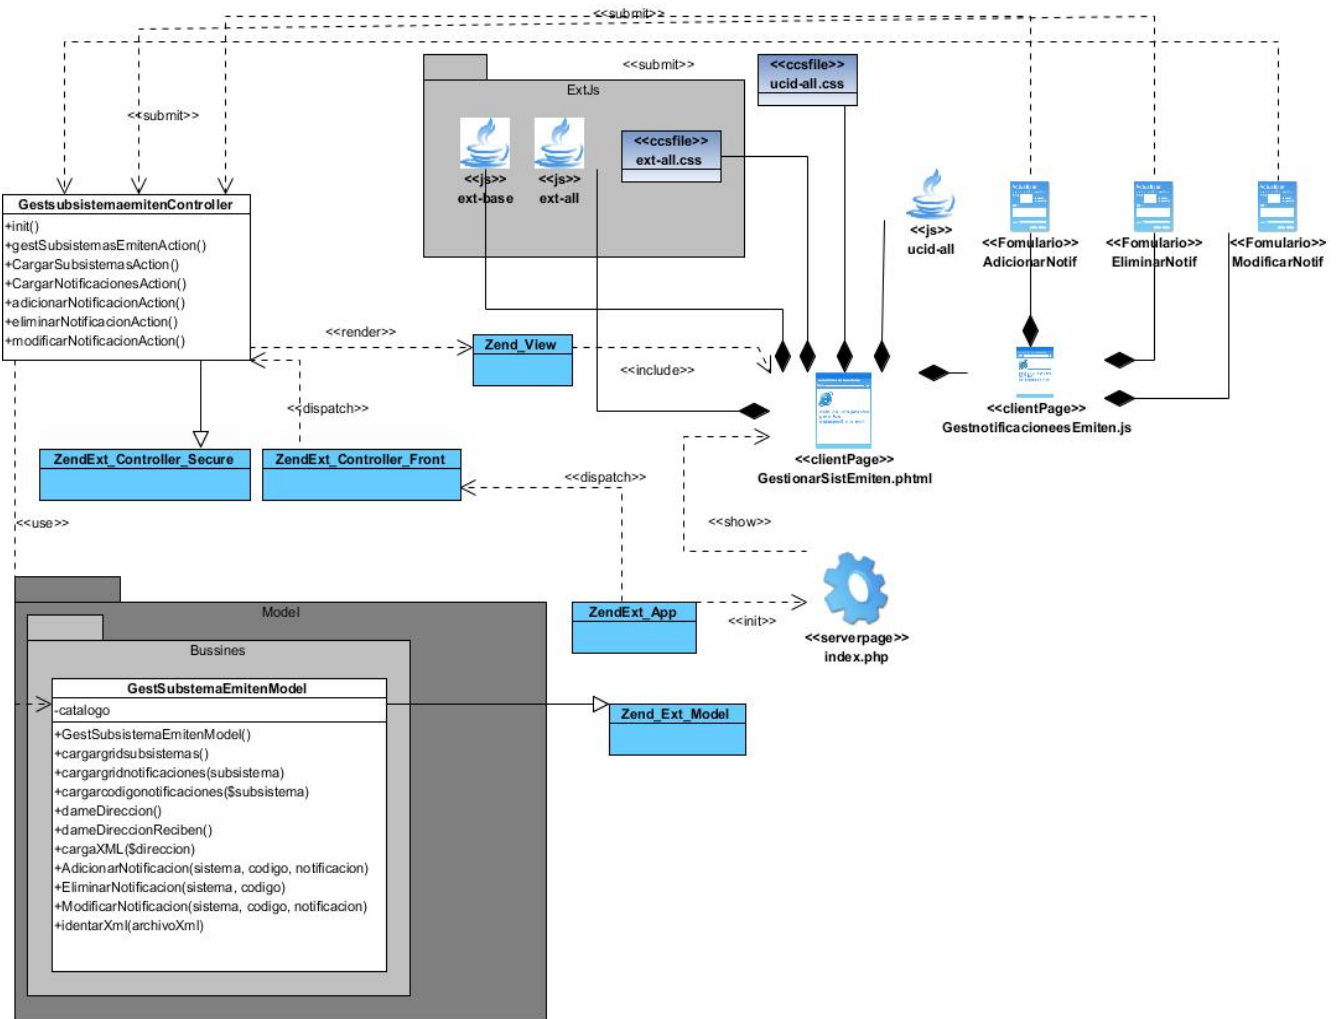 <<submit>>
<<submit>>
<<submit>>
ExtJs
<<js>>
ext-base
<<js>>
ext-all
<<ccsfile>>
ext-all.css
<<ccsfile>>
ucid-all.css
<<js>>
ucid-all
<<Fomulario>>
AdicionarNotif
<<Fomulario>>
EliminarNotif
<<Fomulario>>
ModificarNotif
GestsubsistemaemitenController
+init()
+gestSubsistemasEmitenAction()
+CargarSubsistemasAction()
+CargarNotificacionesAction()
+adicionarNotificacionAction()
+eliminarNotificacionAction()
+modificarNotificacionAction()
<<render>>
Zend_View
<<include>>
<<dispatch>>
<<clientPage>>
GestnotificacioneesEmiten.js
<<clientPage>>
GestionarSistEmiten.phtml
ZendExt_Controller_Secure
ZendExt_Controller_Front
<<dispatch>>
<<use>>
<<show>>
ZendExt_App
<<init>>
<<serverpage>>
index.php
Model
Bussines
GestSubstemaEmitenModel
-catalogo
+GestSubsistemaEmitenModel()
+cargargridsubsistemas()
+cargargridnotificaciones(subsistema)
+cargarcodigonotificaciones($subsistema)
+dameDireccion()
+dameDireccionReciben()
+cargaXML($direccion)
+AdicionarNotificacion(sistema, codigo, notificacion)
+EliminarNotificacion(sistema, codigo)
+ModificarNotificacion(sistema, codigo, notificacion)
+identarXml(archivoXml)
Zend_Ext_Model